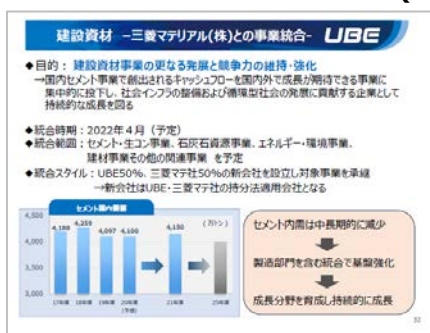 建設資材 -三菱マテリアル(株)との事業統合-
UBE
◆目的: 建設資材事業の更なる発展と競争力の維持・強化
→国内セメント事業で創出されるキャッシュフローを国内外で成長が期待できる事業に
集中的に投下し、社会インフラの整備および循環型社会の発展に貢献する企業として
持続的な成長を図る
◆統合時期:2022年4月(予定)
◆統合範囲:セメント・生コン事業、石灰石資源事業、エネルギー・環境事業、
建材事業その他の関連事業 を予定
◆統合スタイル:UBE50%、三菱マテ社50%の新会社を設立し対象事業を承継
→新会社はUBE・三菱マテ社の持分法適用会社となる
セメント国内需要
(万トン)
4,500
4,000
3,500
3,000
4,188
4,259
4,097
4,100
4,150
17年度
18年度
19年度
20年度
(予想)
21年度
25年度
セメント内需は中長期的に減少
製造部門を含む統合で基盤強化
成長分野を育成し持続的に成長
32